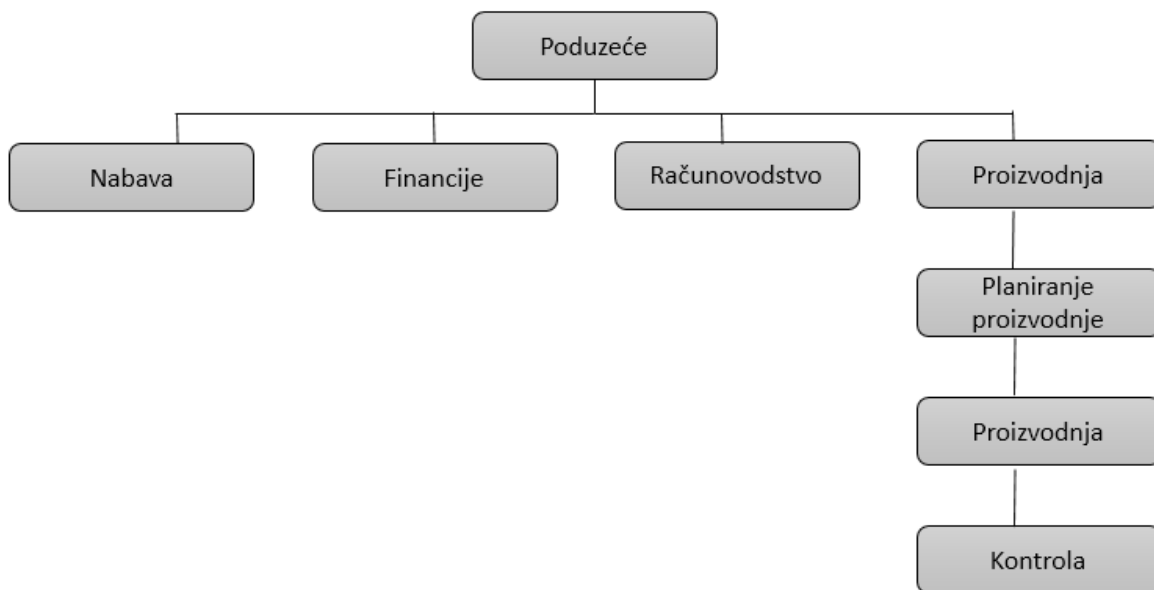 Poduzeće
Nabava
Financije
Računovodstvo
Proizvodnja
Planiranje
proizvodnje
Proizvodnja
Kontrola